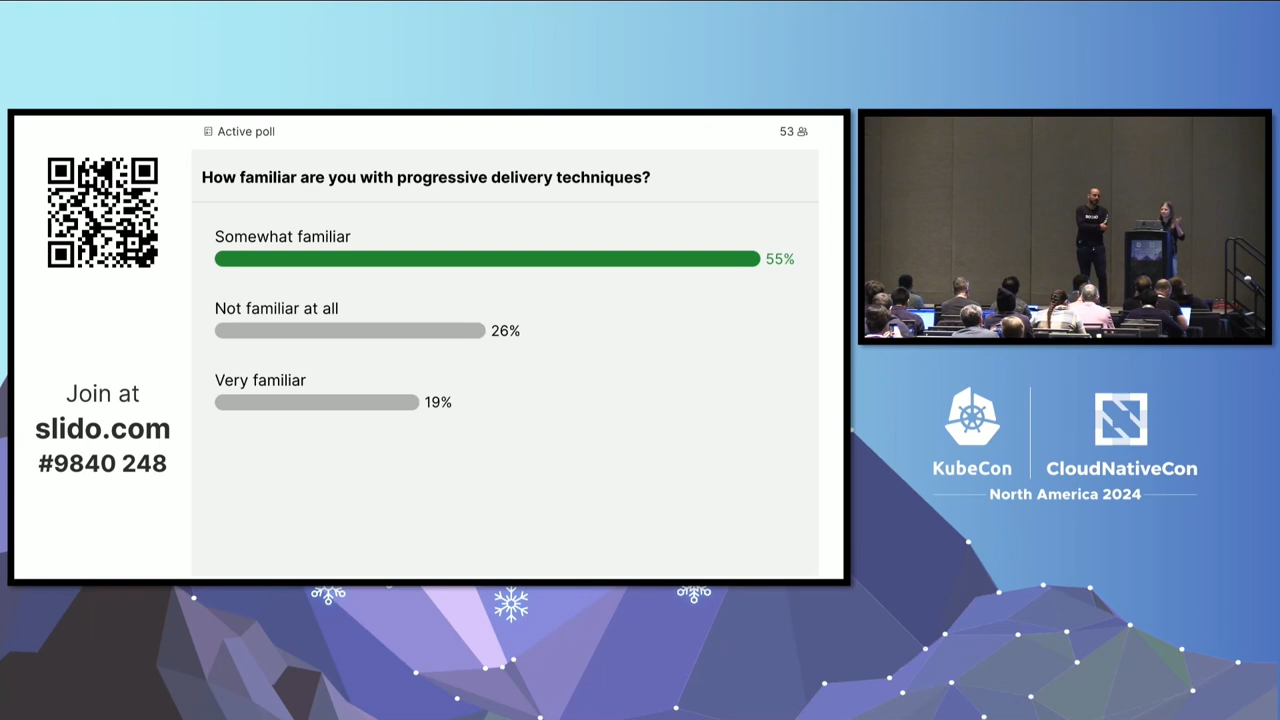 Active poll
53
How familiar are you with progressive delivery techniques?
Somewhat familiar
55%
Not familiar at all
26%
Very familiar
19%
Join at
slido.com
#9840 248
KubeCon
CloudNativeCon
North America 2024